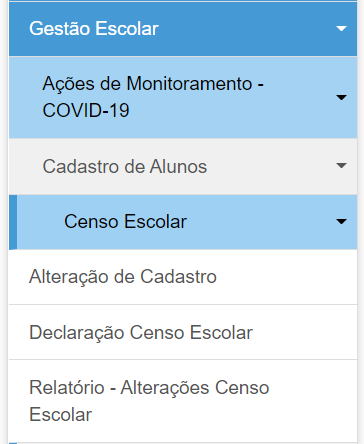 Gestão Escolar
Ações de Monitoramento -
COVID-19
Cadastro de Alunos
Censo Escolar
Alteração de Cadastro
Declaração Censo Escolar
Relatório - Alterações Censo
Escolar